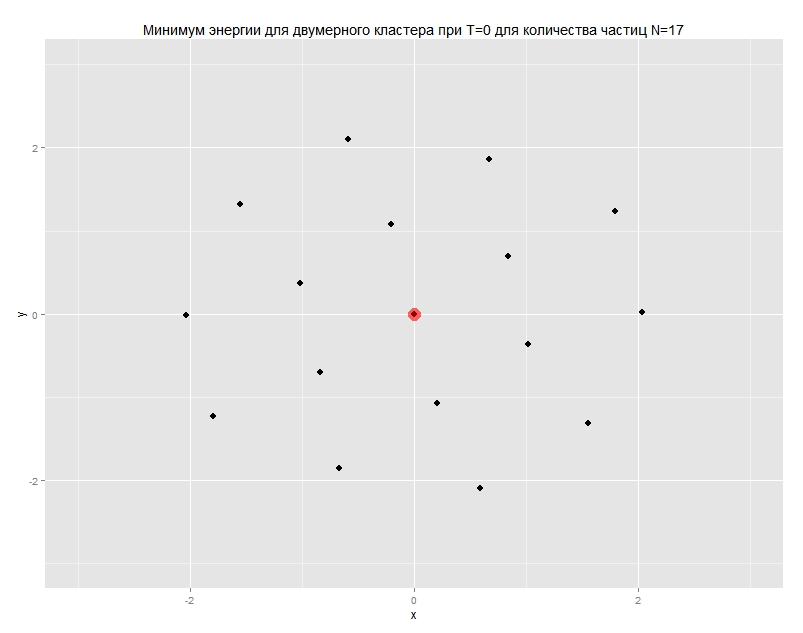 Минимум энергии для двумерного кластера при T=0 для количества частиц N=17
2
0
-2
y
-2
0
2
x